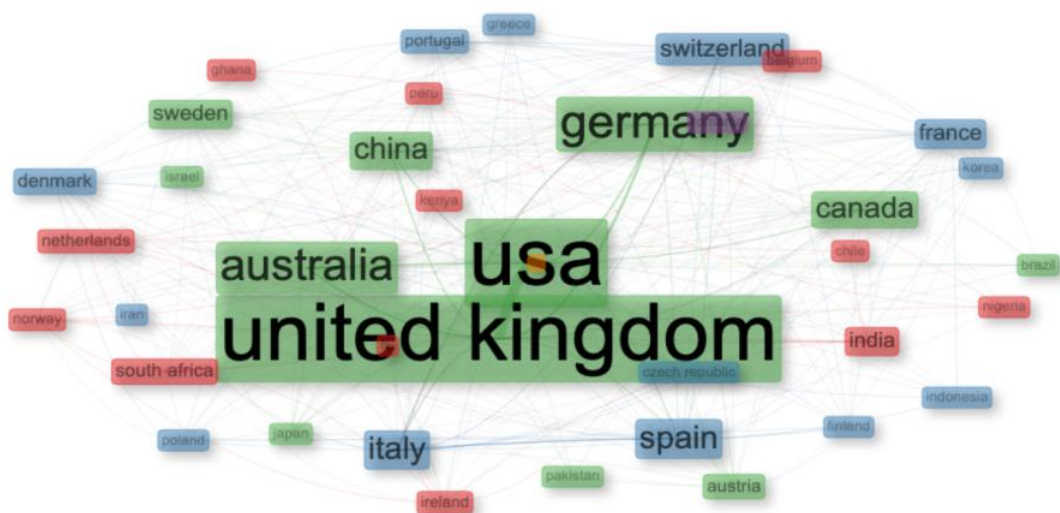 greece
portugal
switzerland
belgium
ghana
peru
sweden
germany
china
france
korea
israel
denmark
kenya
canada
netherlands
usa
chile
australia
brazil
iran
norway
nigeria
united kingdom
india
south africa
czech republic
indonesia
japan
finland
poland
italy
spain
pakistan
austria
ireland